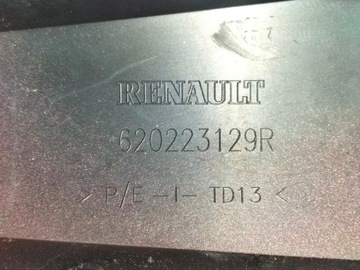 RENAULT
620223129R
> P/E-I-TD13 <